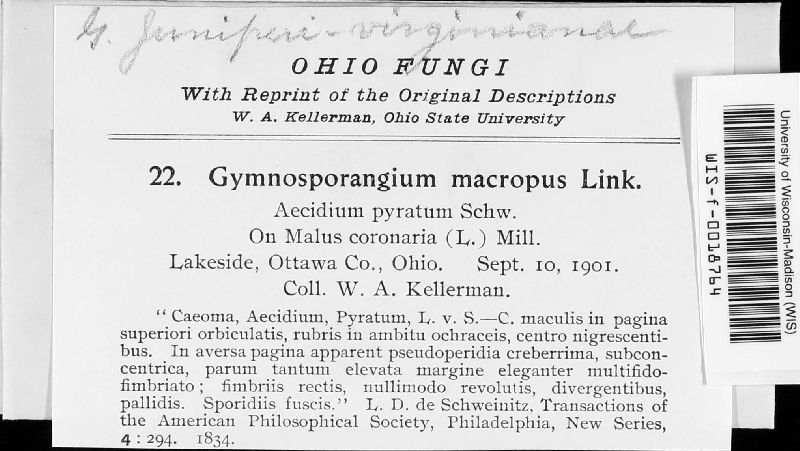 G. Juniperi-virginianae
OHIO FUNGI
With Reprint of the Original Descriptions
W. A. Kellerman, Ohio State University
22. Gymnosporangium macropus Link.
Aecidium pyratum Schw.
On Malus coronaria (L.) Mill.
Lakeside, Ottawa Co., Ohio. Sept. 10, 1901.
Coll. W. A. Kellerman.
“ Caeoma, Aecidium, Pyratum, L. v. S.—C. maculis in pagina
superiori orbiculatis, rubris in ambitu ochraceis, centro nigrescenti-
bus. In aversa pagina apparent pseudoperidia creberrima, subcon-
centrica, parum tantum elevata margine eleganter multifido-
fimbriato ; fimbriis rectis, nullimodo revolutis, divergentibus,
pallidis. Sporidiis fuscis.” L. D. de Schweinitz, Transactions of
the American Philosophical Society, Philadelphia, New Series,
4 : 294. 1834.
University of Wisconsin-Madison (WIS)
WIS-f-0018764